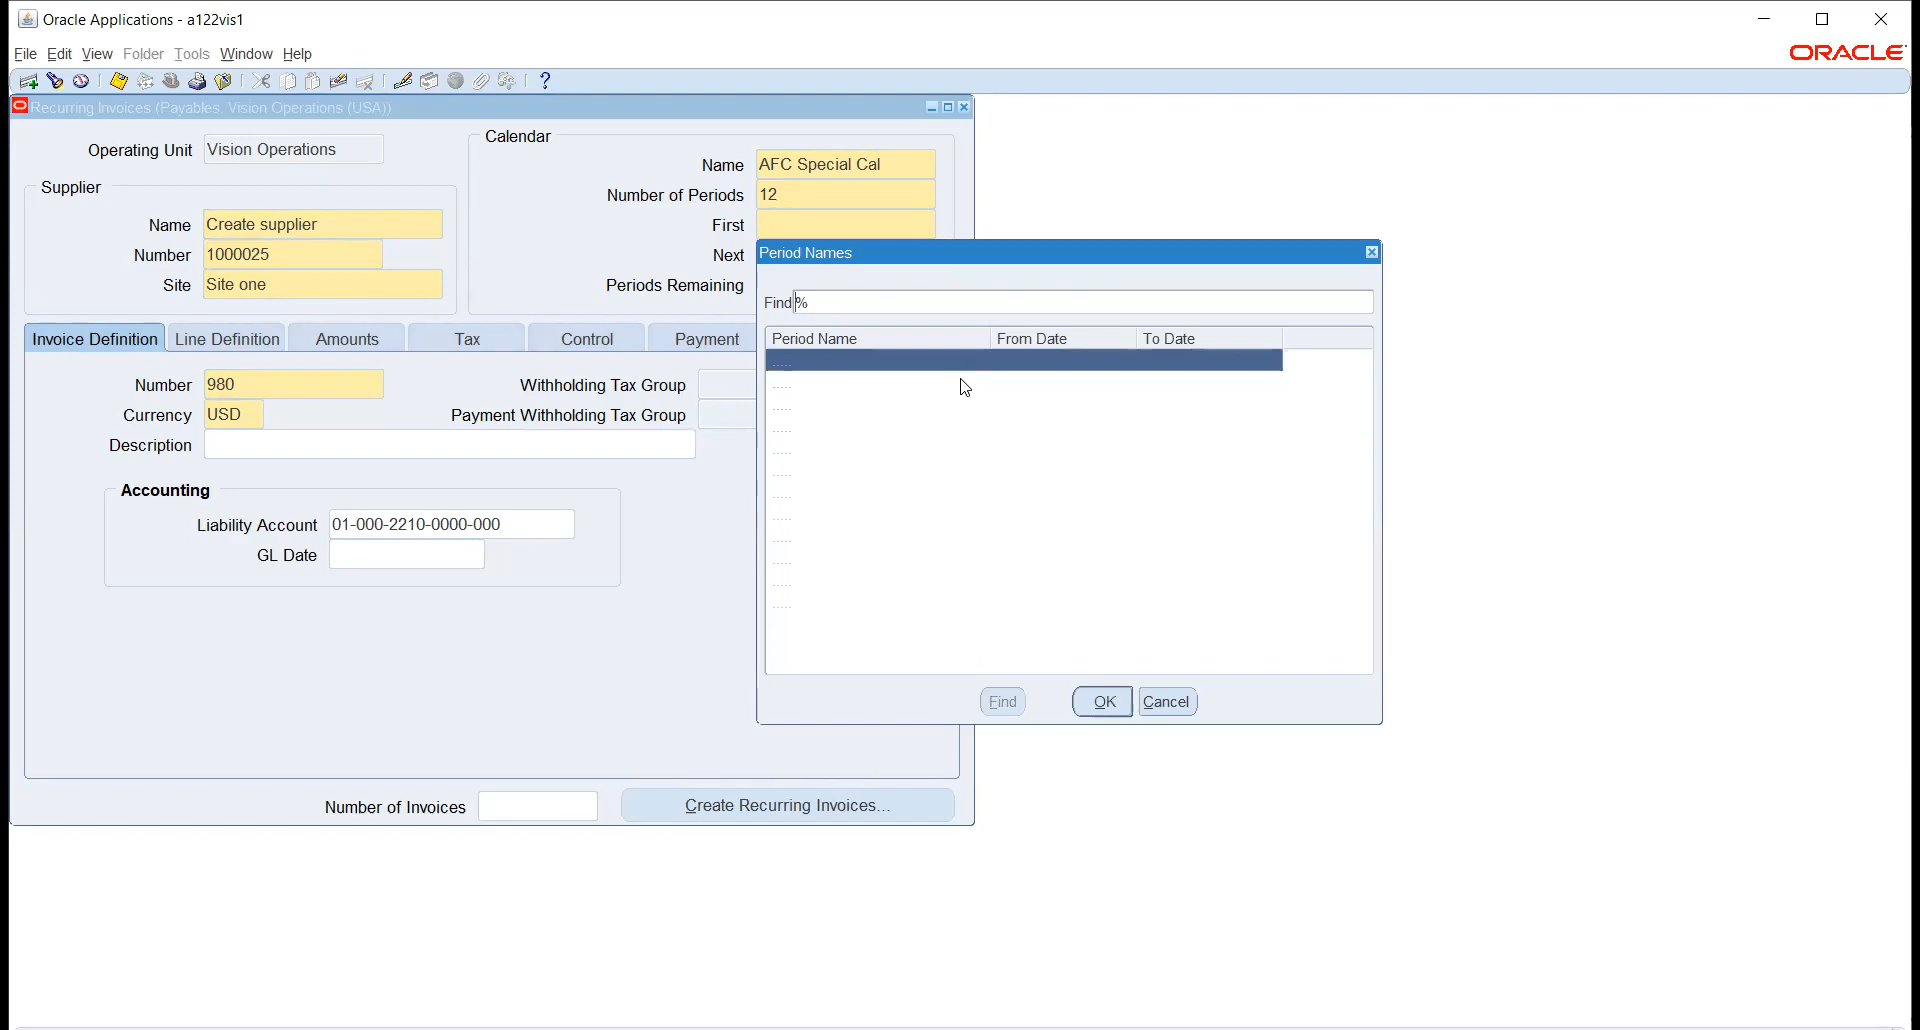 Oracle Applications - a122vis1
File Edit View Folder Tools Window Help
ORACLE
Recurring Invoices (Payables, Vision Operations (USA))
Operating Unit Vision Operations
Supplier
Name Create supplier
Number 1000025
Site Site one
Calendar
Name AFC Special Cal
Number of Periods 12
First
Next
Periods Remaining
Invoice Definition Line Definition Amounts Tax Control Payment
Number 980
Currency USD
Description
Withholding Tax Group
Payment Withholding Tax Group
Accounting
Liability Account 01-000-2210-0000-000
GL Date
Number of Invoices
Create Recurring Invoices...
Period Names
Find %
Period Name From Date To Date
.....
.....
.....
.....
.....
.....
.....
.....
.....
.....
.....
.....
Find OK Cancel